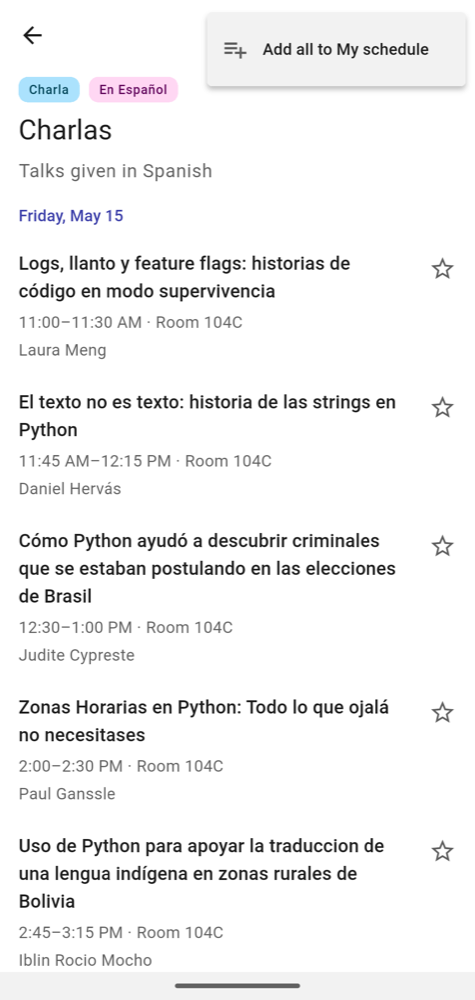 Add all to My schedule
Charla
En Español
Charlas
Talks given in Spanish
Friday, May 15
Logs, llanto y feature flags: historias de
código en modo supervivencia
11:00–11:30 AM · Room 104C
Laura Meng
El texto no es texto: historia de las strings en
Python
11:45 AM–12:15 PM · Room 104C
Daniel Hervás
Cómo Python ayudó a descubrir criminales
que se estaban postulando en las elecciones
de Brasil
12:30–1:00 PM · Room 104C
Judite Cypreste
Zonas Horarias en Python: Todo lo que ojalá
no necesitases
2:00–2:30 PM · Room 104C
Paul Ganssle
Uso de Python para apoyar la traduccion de
una lengua indígena en zonas rurales de
Bolivia
2:45–3:15 PM · Room 104C
Iblin Rocio Mocho